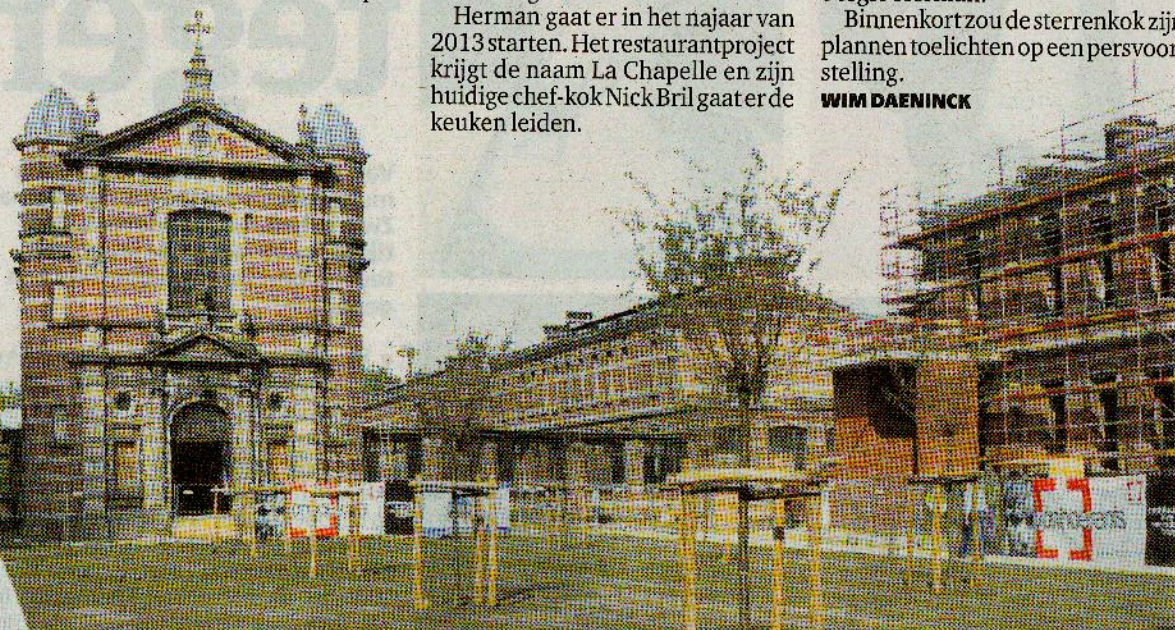 Herman gaat er in het najaar van
2013 starten. Het restaurantproject
krijgt de naam La Chapelle en zijn
huidige chef-kok Nick Bril gaat er de
keuken leiden.
Binnenkort zou de sterrenkok zijn
plannen toelichten op een persvoor
stelling.
WIM DAENINCK